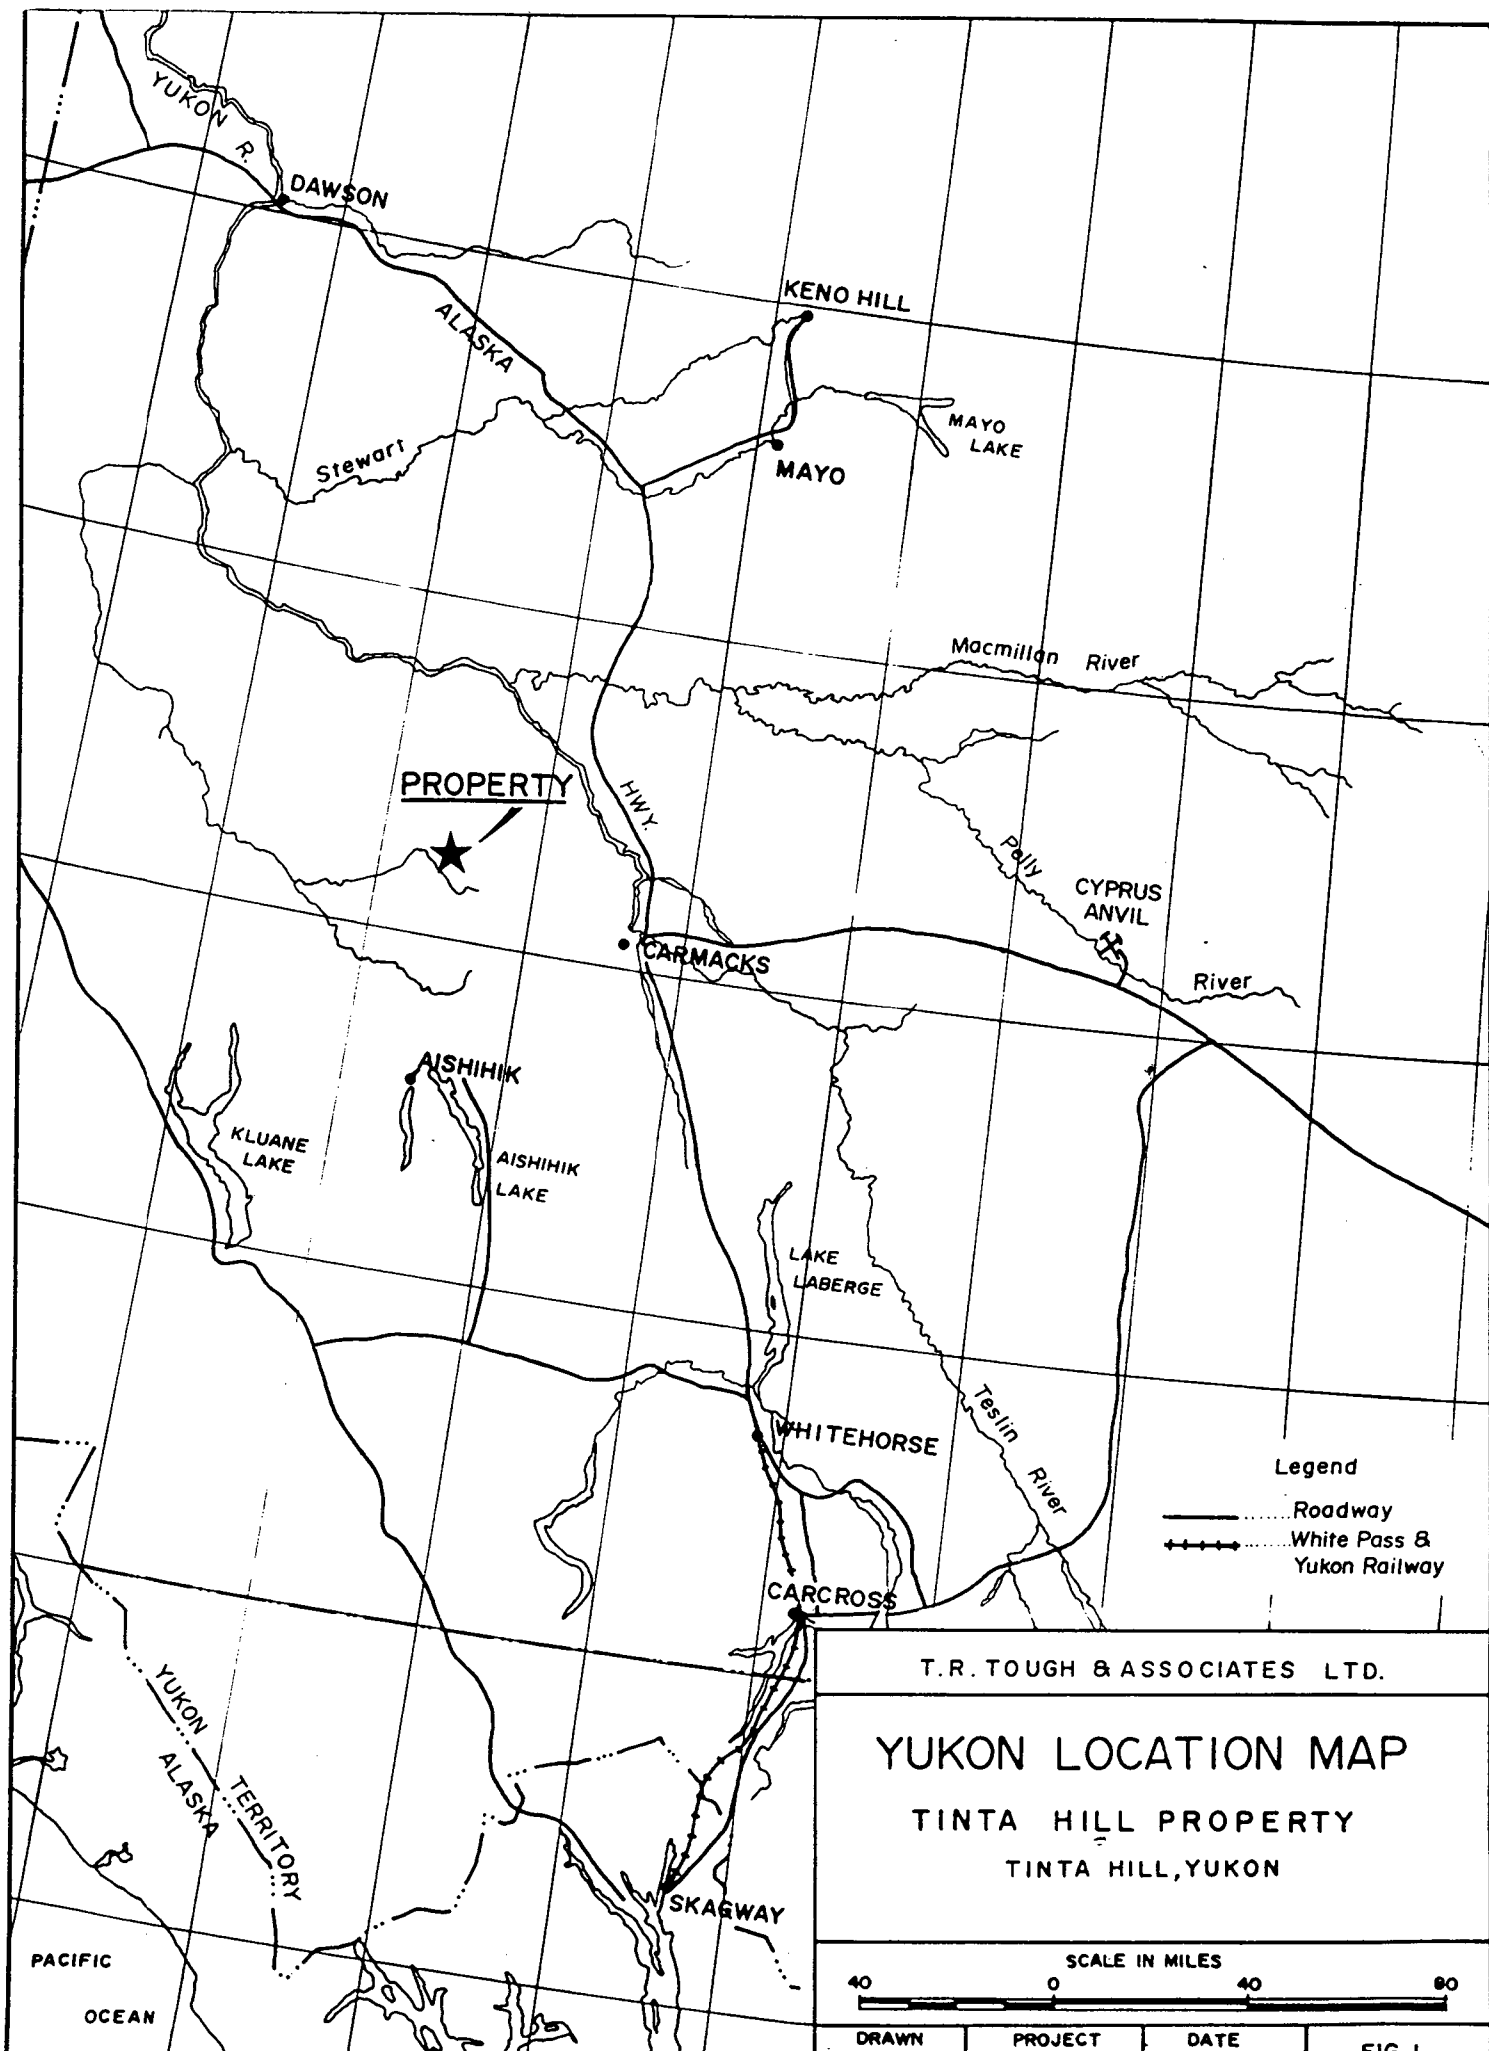 YUKON R.
DAWSON
ALASKA
KENO HILL
MAYO
LAKE
MAYO
Stewart
Macmillan River
PROPERTY
HWY.
Pelly
CYPRUS
ANVIL
River
CARMACKS
AISHIHIK
KLUANE
LAKE
AISHIHIK
LAKE
LAKE
LABERGE
Teslin
River
WHITEHORSE
CARCROSS
Legend
Roadway
White Pass &
Yukon Railway
YUKON
TERRITORY
ALASKA
SKAGWAY
PACIFIC
OCEAN
T.R. TOUGH & ASSOCIATES LTD.
YUKON LOCATION MAP
TINTA HILL PROPERTY
TINTA HILL, YUKON
SCALE IN MILES
40 0 40 80
DRAWN PROJECT DATE FIG. 1